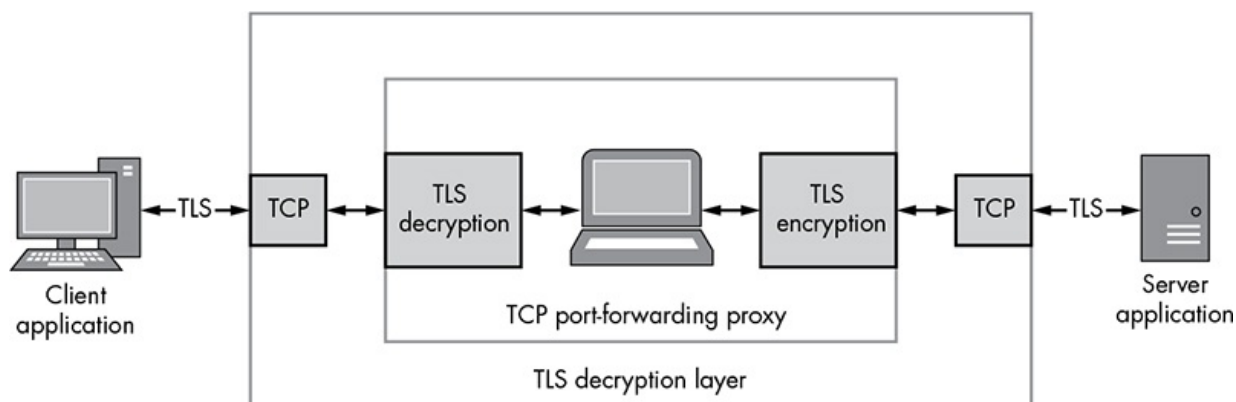 TLS
TCP
TLS
decryption
TLS
encryption
TCP
TLS
Client
application
TCP port-forwarding proxy
Server
application
TLS decryption layer